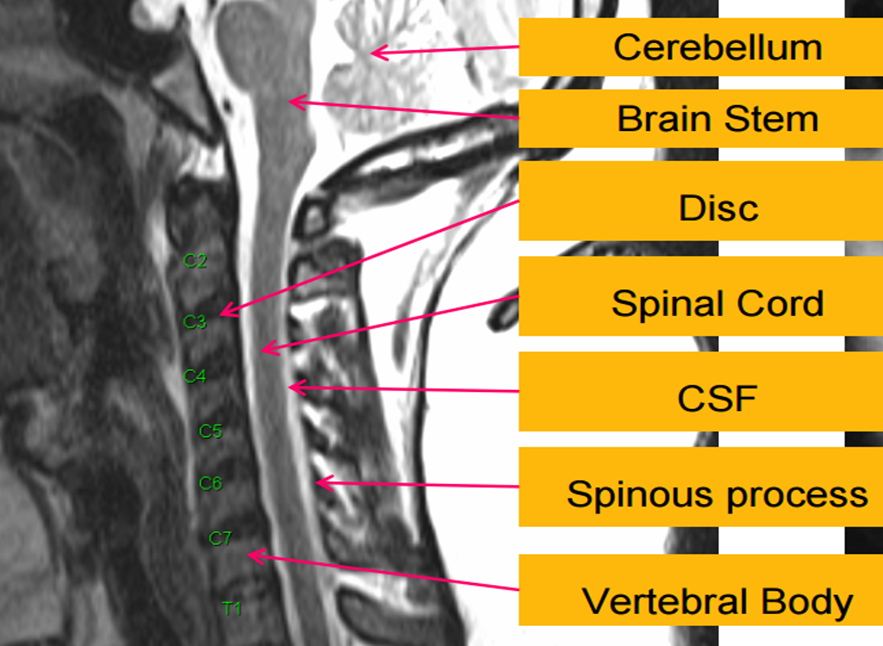 Cerebellum
Brain Stem
Disc
C2
Spinal Cord
C3
C4
CSF
C5
C6
Spinous process
C7
Vertebral Body
T1